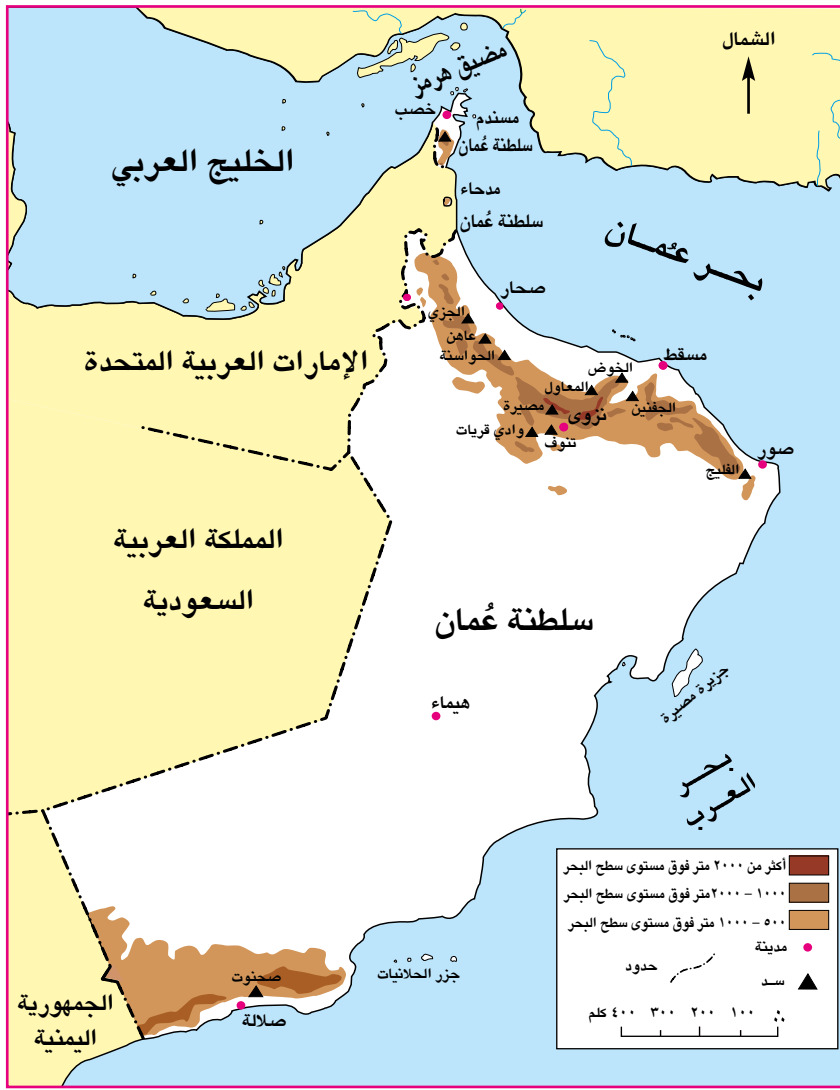 الشمال
مضيق هرمز
خصب
مسندم
سلطنة عُمان
الخليج العربي
مدحاء
سلطنة عُمان
بحر عُمان
صحار
الجزي
عاهن
الحواسنة
الإمارات العربية المتحدة
مسقط
الخوض
المعاول
الجفنين
مصيرة
نزوى
وادي قريات
تنوف
صور
الفليج
المملكة العربية
السعودية
سلطنة عُمان
جزيرة مصيرة
هيماء
بحر
العرب
أكثر من ٢٠٠٠ متر فوق مستوى سطح البحر
١٠٠٠ – ٢٠٠٠متر فوق مستوى سطح البحر
٥٠٠ – ١٠٠٠ متر فوق مستوى سطح البحر
مدينة
حدود
سد
٠ ١٠٠ ٢٠٠ ٣٠٠ ٤٠٠ كلم
جزر الحلانيات
صحنوت
صلالة
الجمهورية
اليمنية